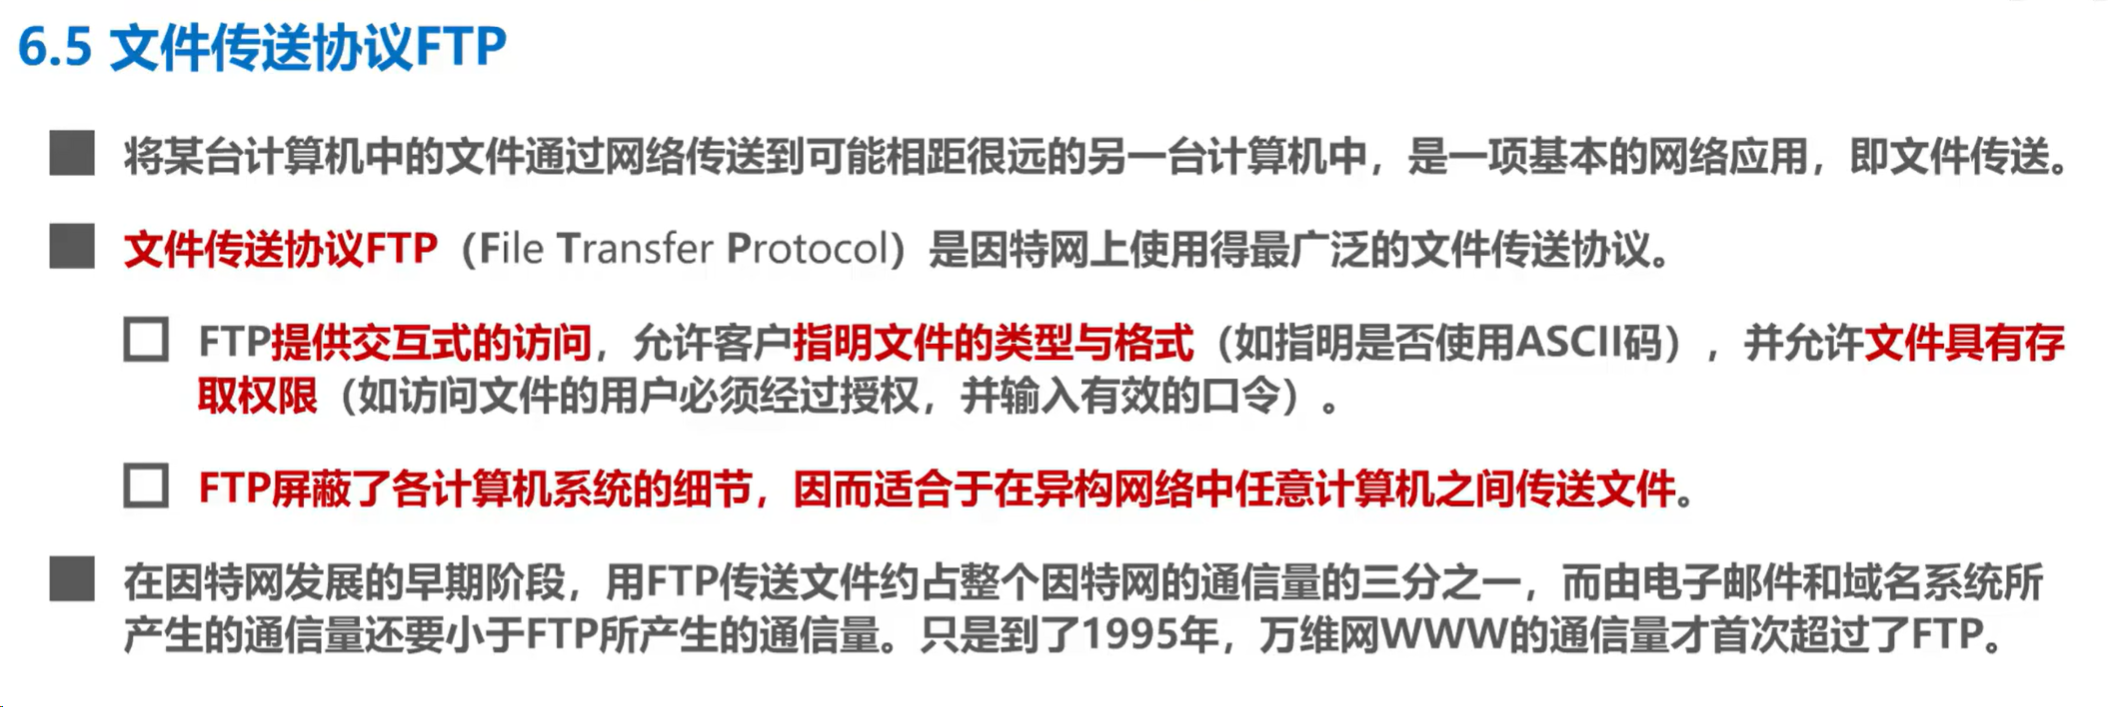 6.5 文件传送协议FTP
将某台计算机中的文件通过网络传送到可能相距很远的另一台计算机中，是一项基本的网络应用，即文件传送。
文件传送协议FTP（File Transfer Protocol）是因特网上使用得最广泛的文件传送协议。
FTP提供交互式的访问，允许客户指明文件的类型与格式（如指明是否使用ASCII码），并允许文件具有存
取权限（如访问文件的用户必须经过授权，并输入有效的口令）。
FTP屏蔽了各计算机系统的细节，因而适合于在异构网络中任意计算机之间传送文件。
在因特网发展的早期阶段，用FTP传送文件约占整个因特网的通信量的三分之一，而由电子邮件和域名系统所
产生的通信量还要小于FTP所产生的通信量。只是到了1995年，万维网WWW的通信量才首次超过了FTP。